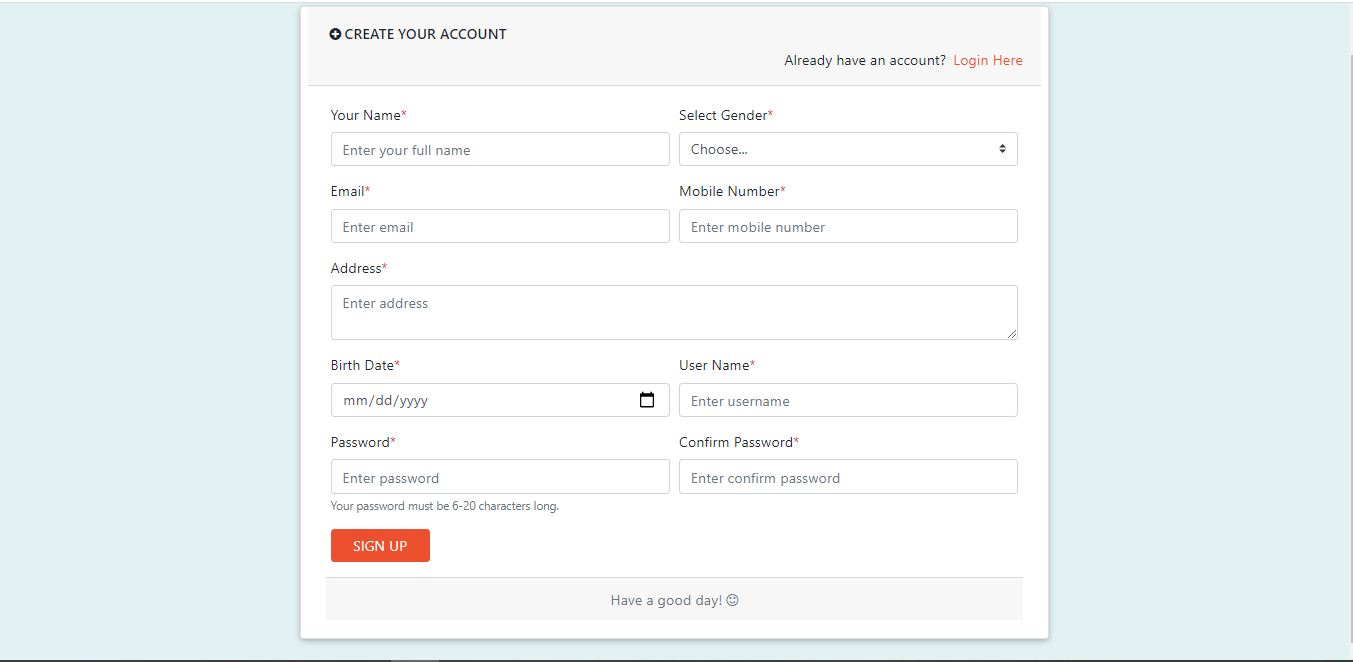 CREATE YOUR ACCOUNT
Already have an account? Login Here
Your Name* Select Gender*
Enter your full name Choose...
Email* Mobile Number*
Enter email Enter mobile number
Address*
Enter address
Birth Date* User Name*
mm/dd/yyyy Enter username
Password* Confirm Password*
Enter password Enter confirm password
Your password must be 6-20 characters long.
SIGN UP
Have a good day!